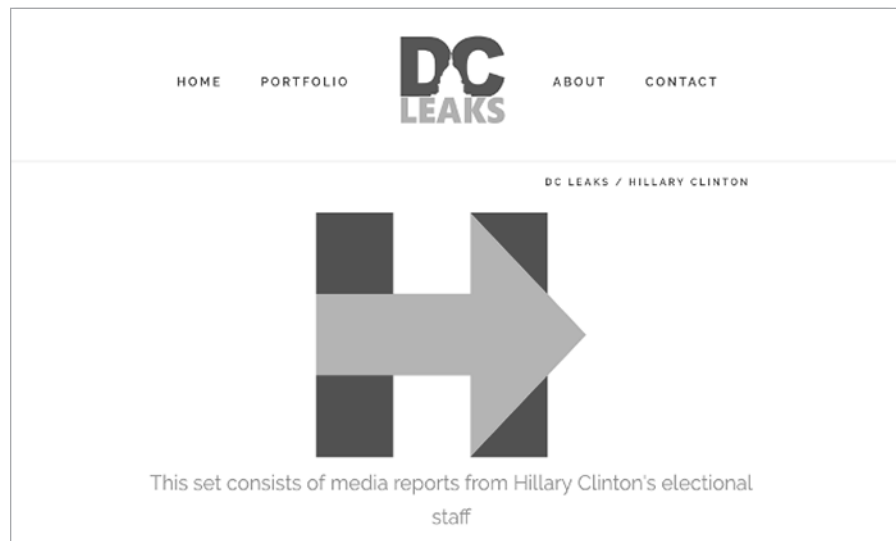 HOME PORTFOLIO DC LEAKS ABOUT CONTACT
DC LEAKS / HILLARY CLINTON
H
This set consists of media reports from Hillary Clinton's electional
staff